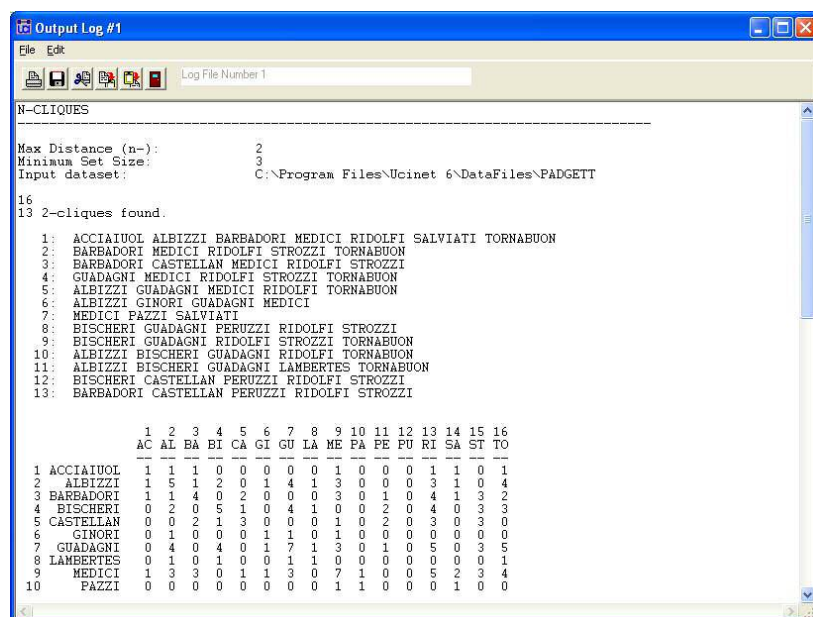 Output Log #1
File Edit
Log File Number 1
N-CLIQUES
--------------------------------------------------------------------------------
Max Distance (n-): 2
Minimum Set Size: 3
Input dataset: C:\Program Files\Ucinet 6\DataFiles\PADGETT
16
13 2-cliques found.
1: ACCIAIUOL ALBIZZI BARBADORI MEDICI RIDOLFI SALVIATI TORNABUON
2: BARBADORI MEDICI RIDOLFI STROZZI TORNABUON
3: BARBADORI CASTELLAN MEDICI RIDOLFI STROZZI
4: GUADAGNI MEDICI RIDOLFI STROZZI TORNABUON
5: ALBIZZI GUADAGNI MEDICI RIDOLFI TORNABUON
6: ALBIZZI GINORI GUADAGNI MEDICI
7: MEDICI PAZZI SALVIATI
8: BISCHERI GUADAGNI PERUZZI RIDOLFI STROZZI
9: BISCHERI GUADAGNI RIDOLFI STROZZI TORNABUON
10: ALBIZZI BISCHERI GUADAGNI RIDOLFI TORNABUON
11: ALBIZZI BISCHERI GUADAGNI LAMBERTES TORNABUON
12: BISCHERI CASTELLAN PERUZZI RIDOLFI STROZZI
13: BARBADORI CASTELLAN PERUZZI RIDOLFI STROZZI
1 2 3 4 5 6 7 8 9 10 11 12 13 14 15 16
AC AL BA BI CA GI GU LA ME PA PE PU RI SA ST TO
-- -- -- -- -- -- -- -- -- -- -- -- -- -- -- --
1 ACCIAIUOL 1 1 1 0 0 0 0 0 1 0 0 0 1 1 0 1
2 ALBIZZI 1 5 1 2 0 1 4 1 3 0 0 0 3 1 0 4
3 BARBADORI 1 1 4 0 2 0 0 0 3 0 1 0 4 1 3 2
4 BISCHERI 0 2 0 5 1 0 4 1 0 0 2 0 4 0 3 3
5 CASTELLAN 0 0 2 1 3 0 0 0 1 0 2 0 3 0 3 0
6 GINORI 0 1 0 0 0 1 1 0 1 0 0 0 0 0 0 0
7 GUADAGNI 0 4 0 4 0 1 7 1 3 0 1 0 5 0 3 5
8 LAMBERTES 0 1 0 1 0 0 1 1 0 0 0 0 0 0 0 1
9 MEDICI 1 3 3 0 1 1 3 0 7 1 0 0 5 2 3 4
10 PAZZI 0 0 0 0 0 0 0 0 1 1 0 0 0 1 0 0